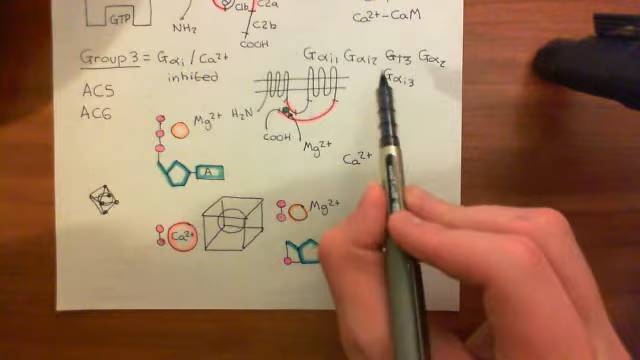 GTP
NH2
C1b
C2a
C2b
COOH
Ca2+-CaM
Group 3 = Gαi / Ca2+
inhibited
AC5
AC6
Gαi1 Gαi2 Gαz
Gαi3
H2N
COOH
Mg2+
Mg2+
A
Ca2+
Ca2+
Mg2+